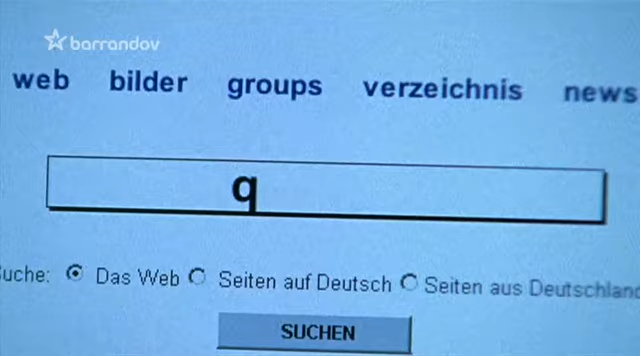 barrandov
web bilder groups verzeichnis news
q
uche: Das Web Seiten auf Deutsch Seiten aus Deutschland
SUCHEN